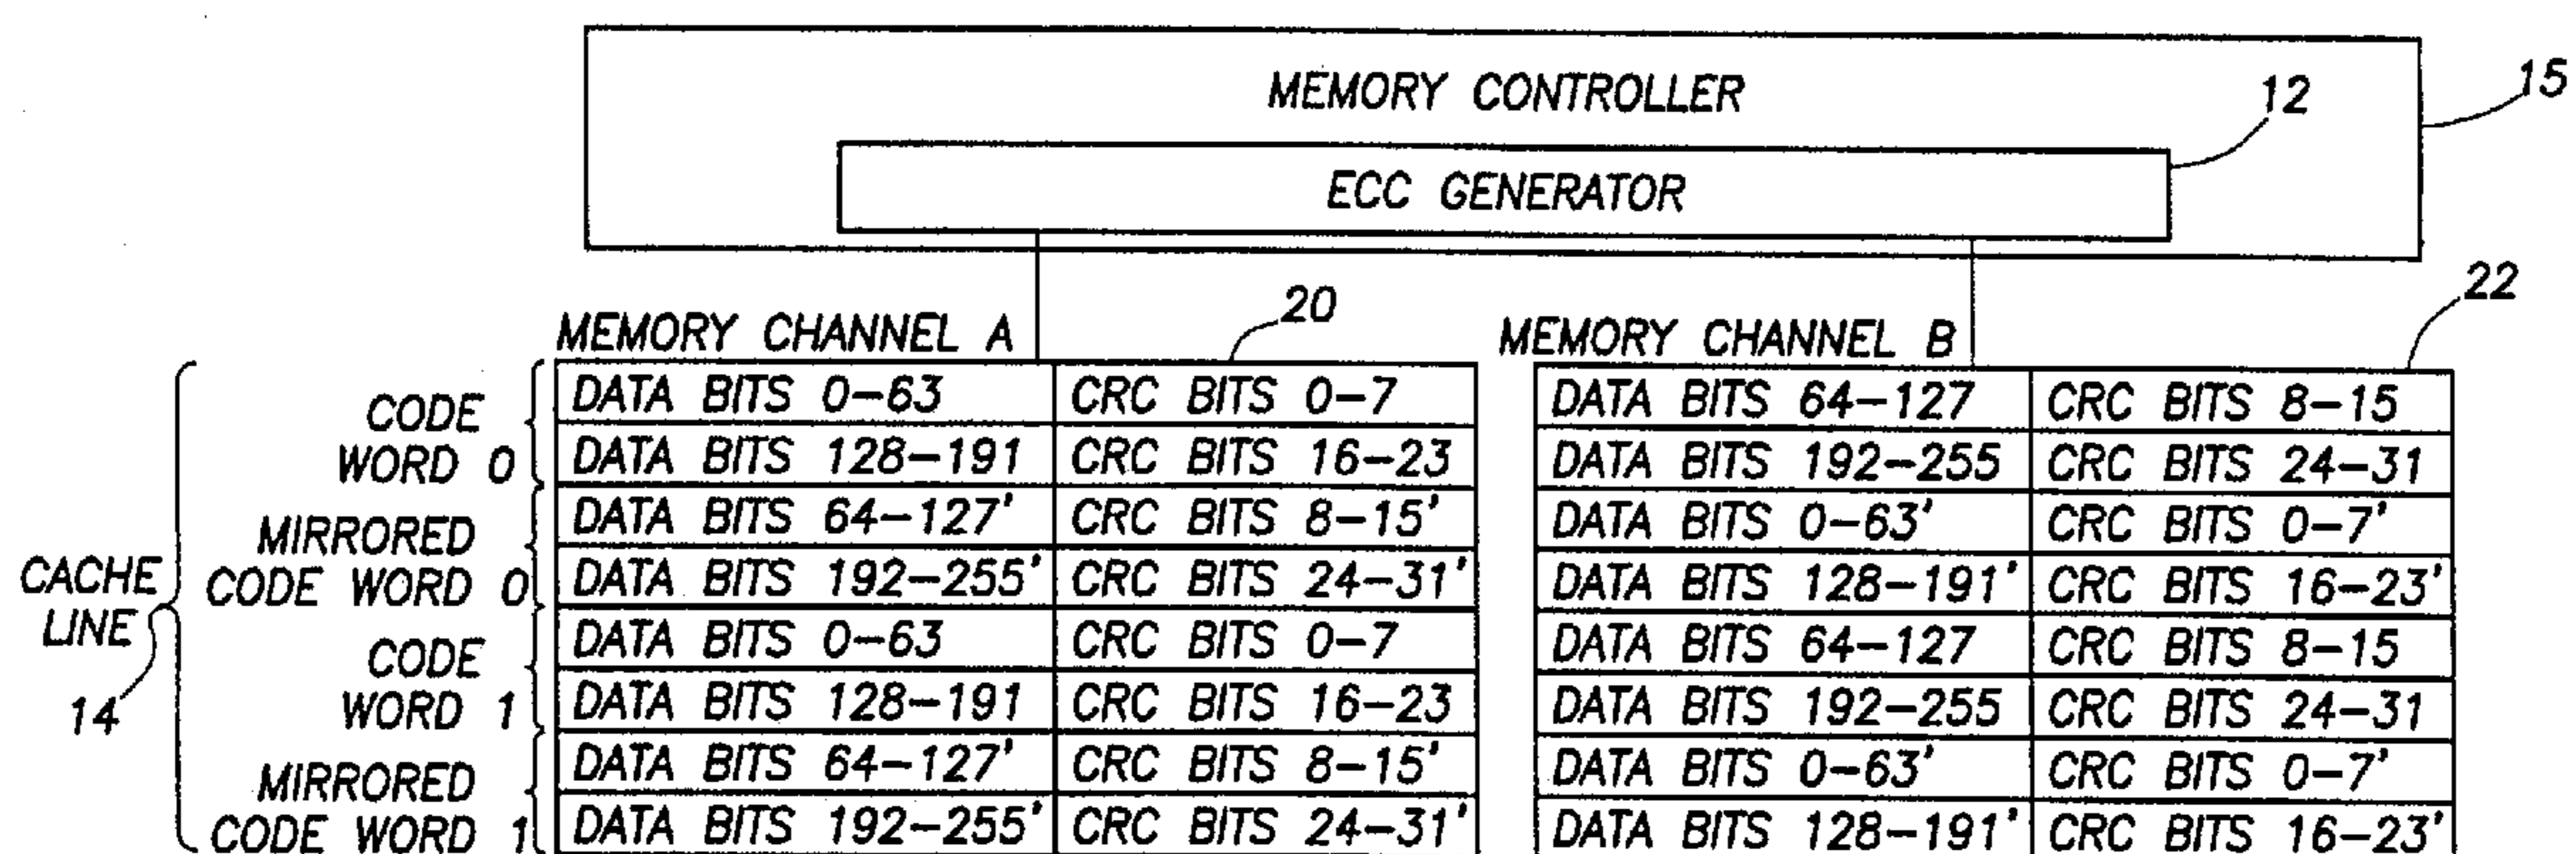 MEMORY CONTROLLER
15
12
ECC GENERATOR
20
22
MEMORY CHANNEL A
MEMORY CHANNEL B
CODE WORD 0
MIRRORED CODE WORD 0
CACHE LINE
14
CODE WORD 1
MIRRORED CODE WORD 1
DATA BITS 0-63 CRC BITS 0-7
DATA BITS 128-191 CRC BITS 16-23
DATA BITS 64-127' CRC BITS 8-15'
DATA BITS 192-255' CRC BITS 24-31'
DATA BITS 0-63 CRC BITS 0-7
DATA BITS 128-191 CRC BITS 16-23
DATA BITS 64-127' CRC BITS 8-15'
DATA BITS 192-255' CRC BITS 24-31'
DATA BITS 64-127 CRC BITS 8-15
DATA BITS 192-255 CRC BITS 24-31
DATA BITS 0-63' CRC BITS 0-7'
DATA BITS 128-191' CRC BITS 16-23'
DATA BITS 64-127 CRC BITS 8-15
DATA BITS 192-255 CRC BITS 24-31
DATA BITS 0-63' CRC BITS 0-7'
DATA BITS 128-191' CRC BITS 16-23'